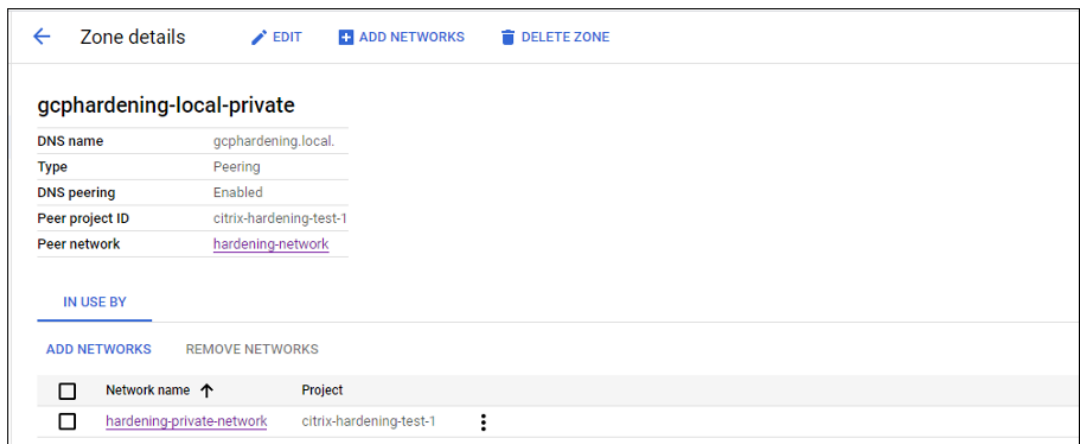 Zone details EDIT ADD NETWORKS DELETE ZONE
gcphardening-local-private
DNS name gcphardening.local.
Type Peering
DNS peering Enabled
Peer project ID citrix-hardening-test-1
Peer network hardening-network
IN USE BY
ADD NETWORKS REMOVE NETWORKS
Network name Project
hardening-private-network citrix-hardening-test-1